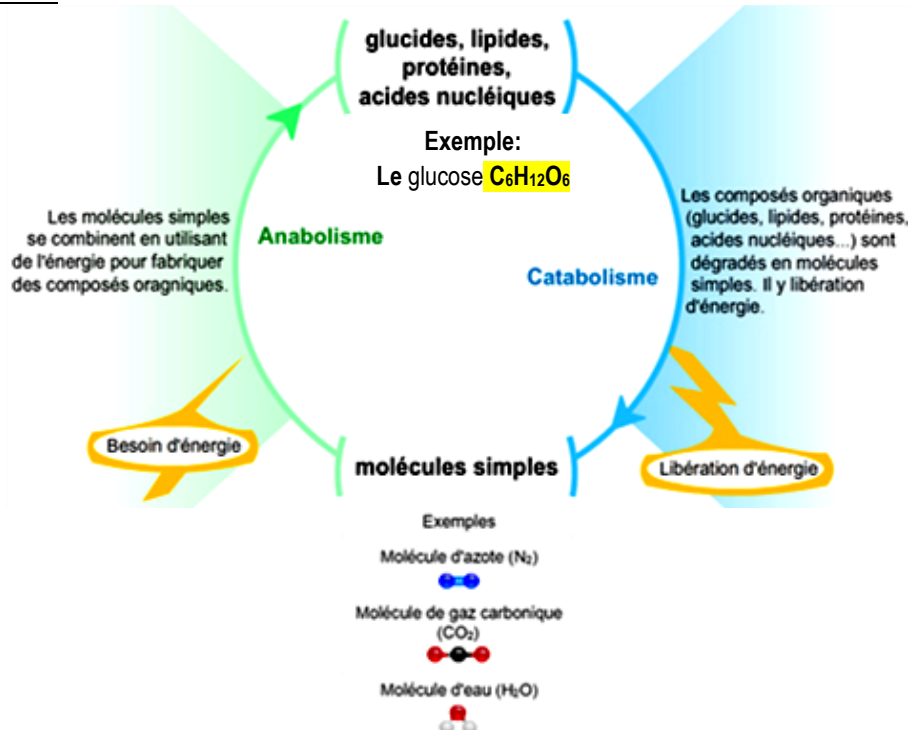 glucides, lipides,
protéines,
acides nucléiques
Exemple:
Le glucose C₆H₁₂O₆
Les molécules simples
se combinent en utilisant
de l'énergie pour fabriquer
des composés oragniques.
Anabolisme
Catabolisme
Les composés organiques
(glucides, lipides, protéines,
acides nucléiques...) sont
dégradés en molécules
simples. Il y libération
d'énergie.
Besoin d'énergie
Libération d'énergie
molécules simples
Exemples
Molécule d'azote (N₂)
Molécule de gaz carbonique
(CO₂)
Molécule d'eau (H₂O)